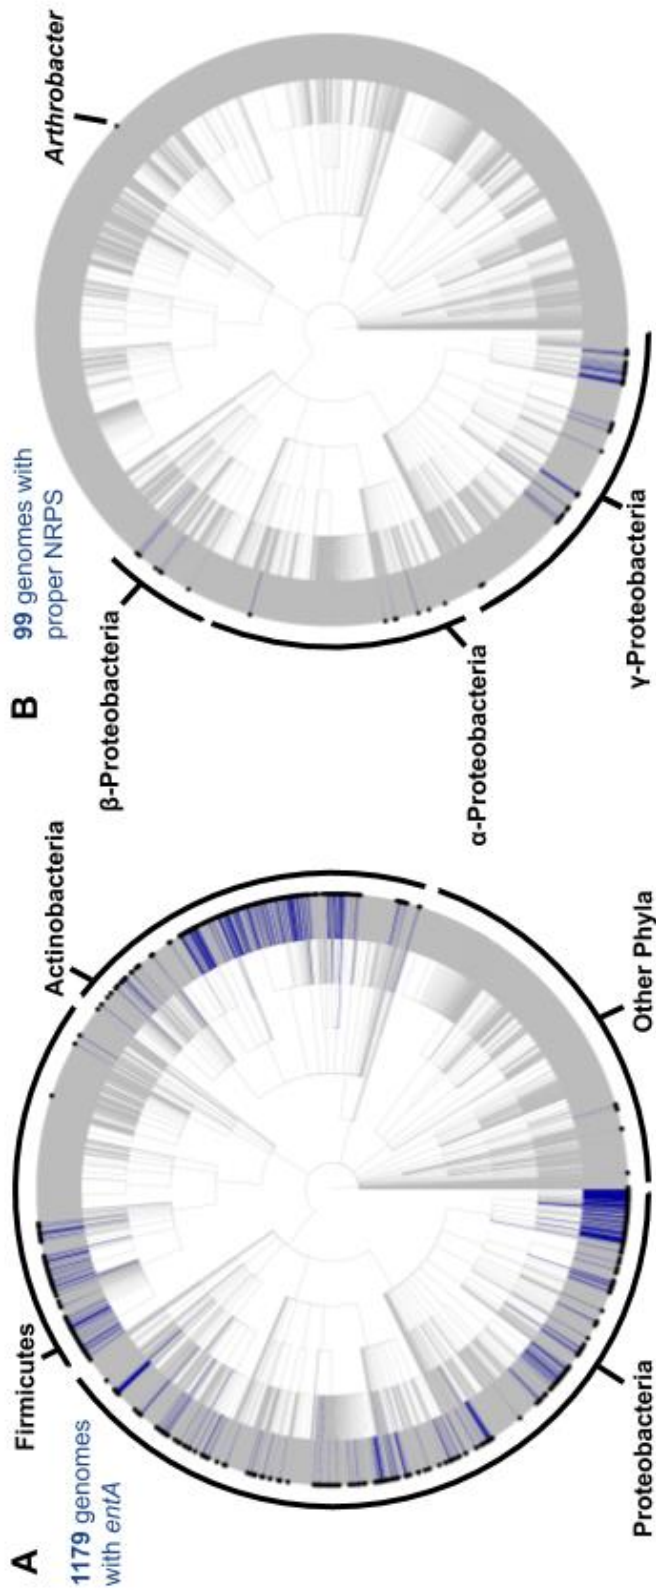 A
1179 genomes
with entA
Firmicutes
Actinobacteria
Proteobacteria
Other Phyla
B
99 genomes with
proper NRPS
Arthrobacter
β-Proteobacteria
α-Proteobacteria
γ-Proteobacteria